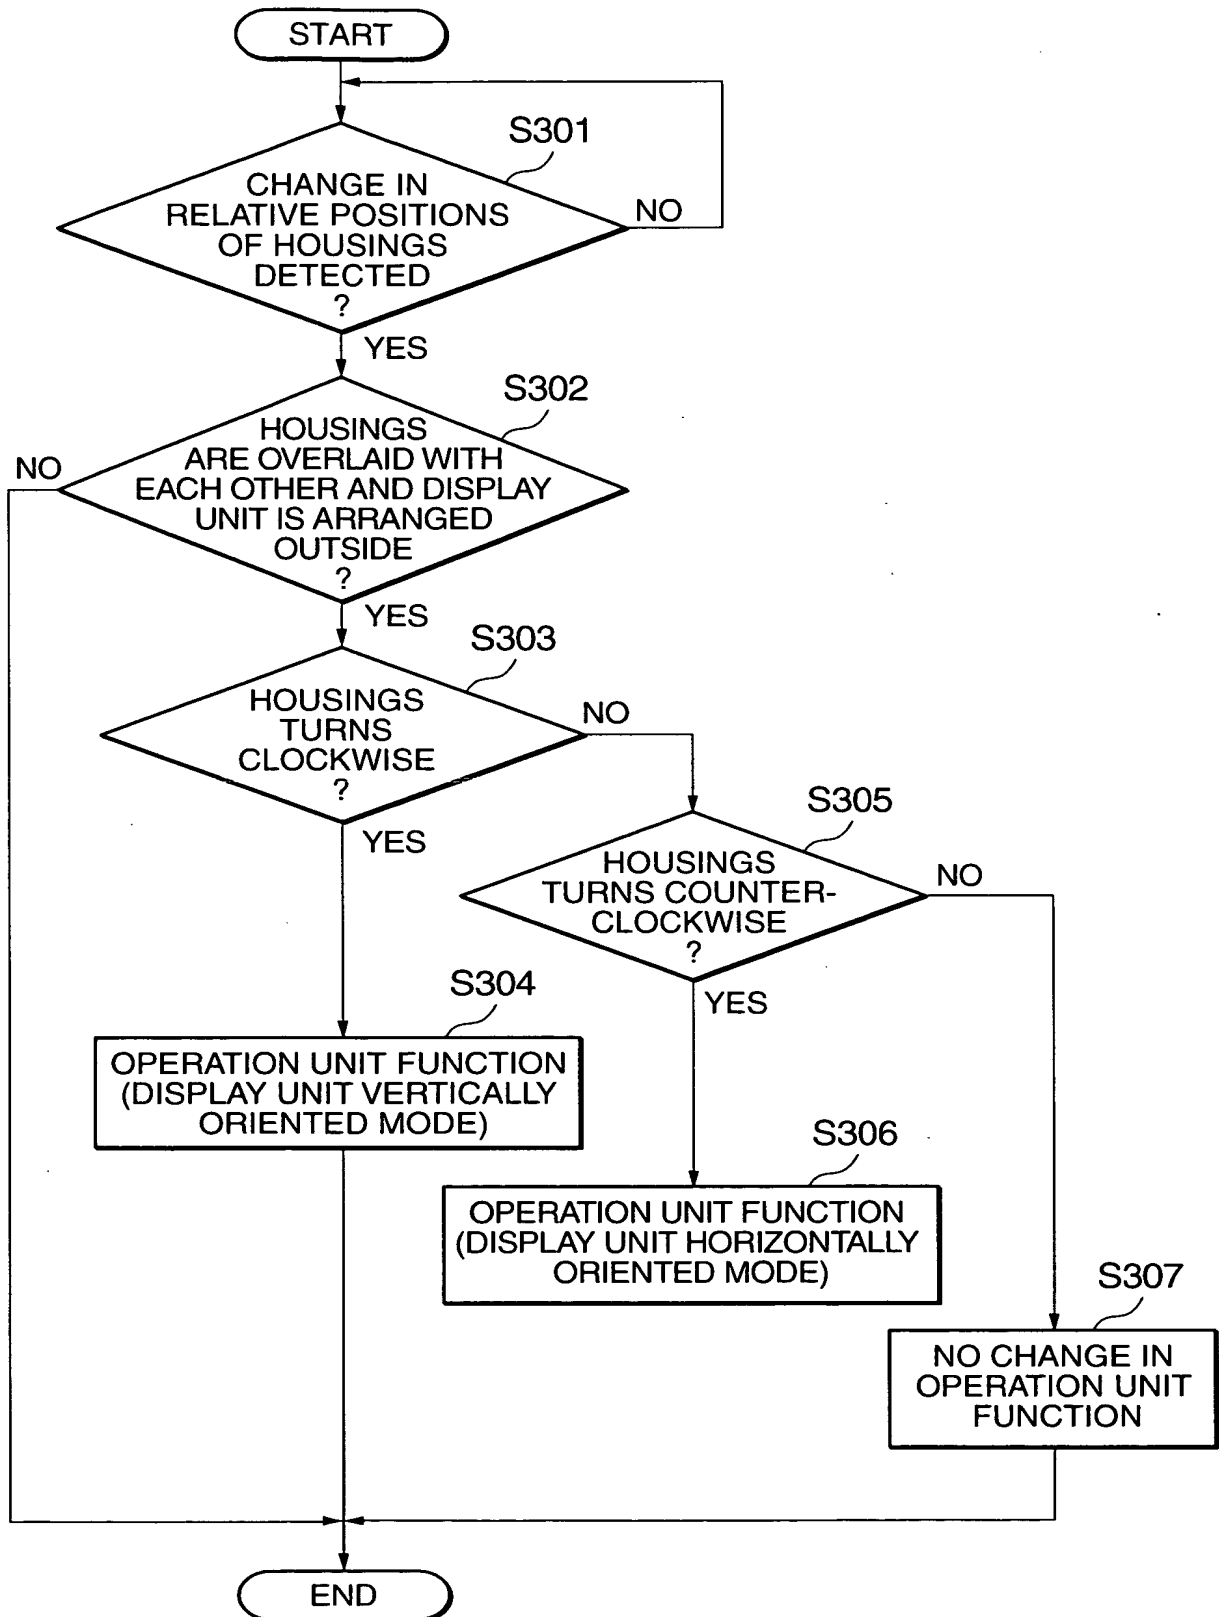 START
S301
CHANGE IN
RELATIVE POSITIONS
OF HOUSINGS
DETECTED
?
NO
YES
S302
HOUSINGS
ARE OVERLAID WITH
EACH OTHER AND DISPLAY
UNIT IS ARRANGED
OUTSIDE
?
NO
YES
S303
HOUSINGS
TURNS
CLOCKWISE
?
NO
YES
S305
HOUSINGS
TURNS COUNTER-
CLOCKWISE
?
NO
YES
S304
OPERATION UNIT FUNCTION
(DISPLAY UNIT VERTICALLY
ORIENTED MODE)
S306
OPERATION UNIT FUNCTION
(DISPLAY UNIT HORIZONTALLY
ORIENTED MODE)
S307
NO CHANGE IN
OPERATION UNIT
FUNCTION
END